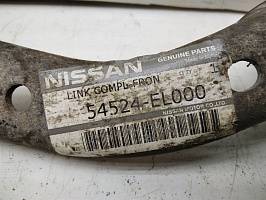 NISSAN
GENUINE PARTS
LINK COMPL-FRON
54524-EL000
NISSAN MOTOR CO., LTD.